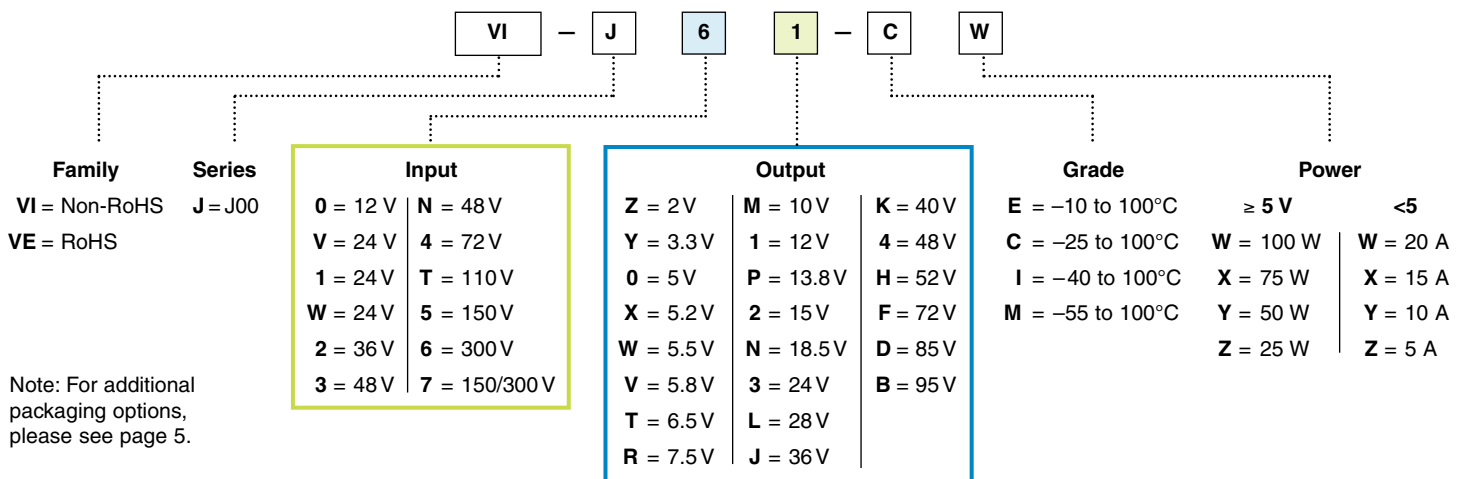 VI – J 6 1 – C W
Family Series Input Output Grade Power
VI = Non-RoHS J = J00 0 = 12 V N = 48 V Z = 2 V M = 10 V K = 40 V E = –10 to 100°C ≥ 5 V <5
VE = RoHS V = 24 V 4 = 72 V Y = 3.3 V 1 = 12 V 4 = 48 V C = –25 to 100°C W = 100 W W = 20 A
1 = 24 V T = 110 V 0 = 5 V P = 13.8 V H = 52 V I = –40 to 100°C X = 75 W X = 15 A
W = 24 V 5 = 150 V X = 5.2 V 2 = 15 V F = 72 V M = –55 to 100°C Y = 50 W Y = 10 A
2 = 36 V 6 = 300 V W = 5.5 V N = 18.5 V D = 85 V Z = 25 W Z = 5 A
3 = 48 V 7 = 150/300 V V = 5.8 V 3 = 24 V B = 95 V
T = 6.5 V L = 28 V
R = 7.5 V J = 36 V
Note: For additional
packaging options,
please see page 5.